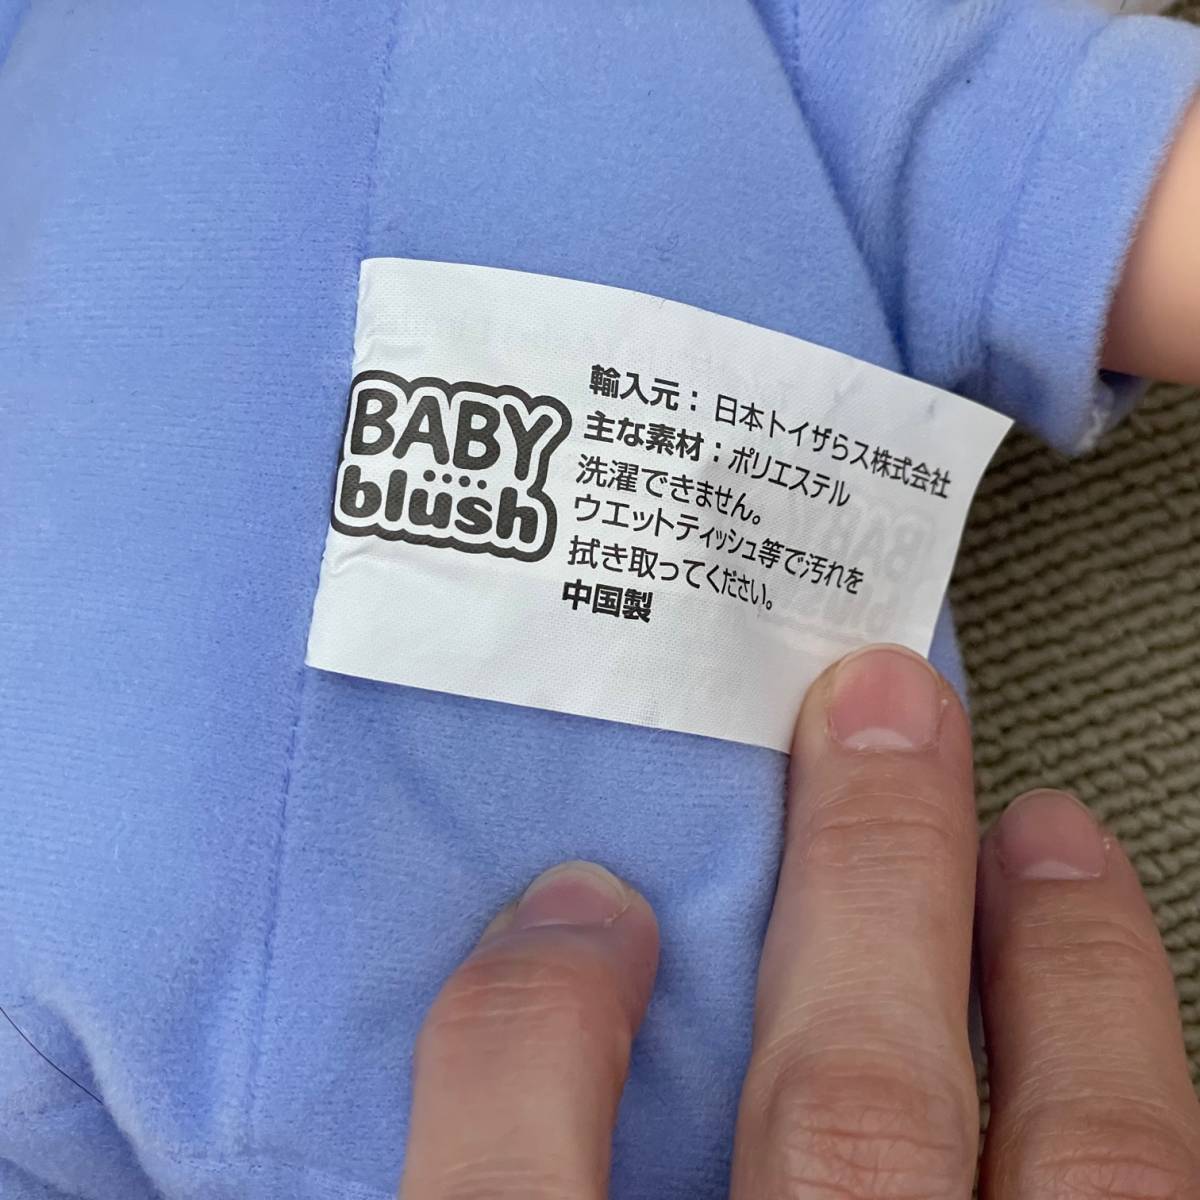 BABY
blush
輸入元：日本トイザらス株式会社
主な素材：ポリエステル
洗濯できません。
ウエットティッシュ等で汚れを
拭き取ってください。
中国製